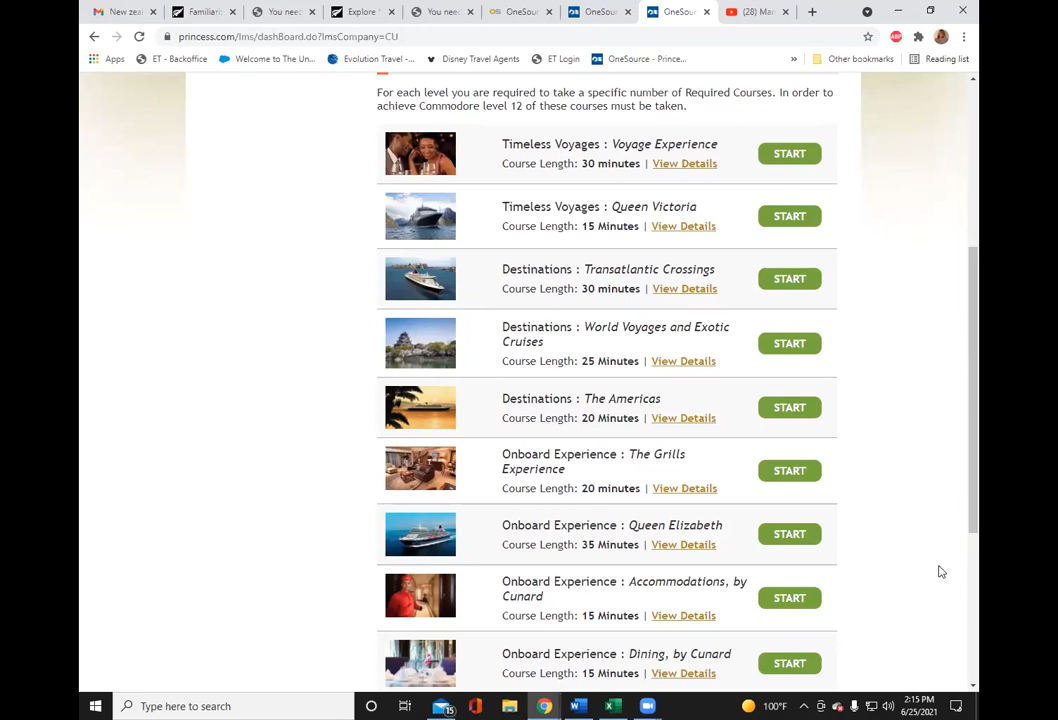 New zeal
Familiari
You need
Explore
You need
OneSour
OneSour
OneSour
(28) Mar
princess.com/lms/dashBoard.do?lmsCompany=CU
Apps
ET - Backoffice
Welcome to The Un...
Evolution Travel -...
Disney Travel Agents
ET Login
OneSource - Prince...
»
Other bookmarks
Reading list
For each level you are required to take a specific number of Required Courses. In order to
achieve Commodore level 12 of these courses must be taken.
Timeless Voyages : Voyage Experience
Course Length: 30 minutes | View Details
START
Timeless Voyages : Queen Victoria
Course Length: 15 Minutes | View Details
START
Destinations : Transatlantic Crossings
Course Length: 30 minutes | View Details
START
Destinations : World Voyages and Exotic
Cruises
Course Length: 25 Minutes | View Details
START
Destinations : The Americas
Course Length: 20 Minutes | View Details
START
Onboard Experience : The Grills
Experience
Course Length: 20 minutes | View Details
START
Onboard Experience : Queen Elizabeth
Course Length: 35 Minutes | View Details
START
Onboard Experience : Accommodations, by
Cunard
Course Length: 15 Minutes | View Details
START
Onboard Experience : Dining, by Cunard
Course Length: 15 Minutes | View Details
START
Type here to search
15
100°F
2:15 PM
6/25/2021